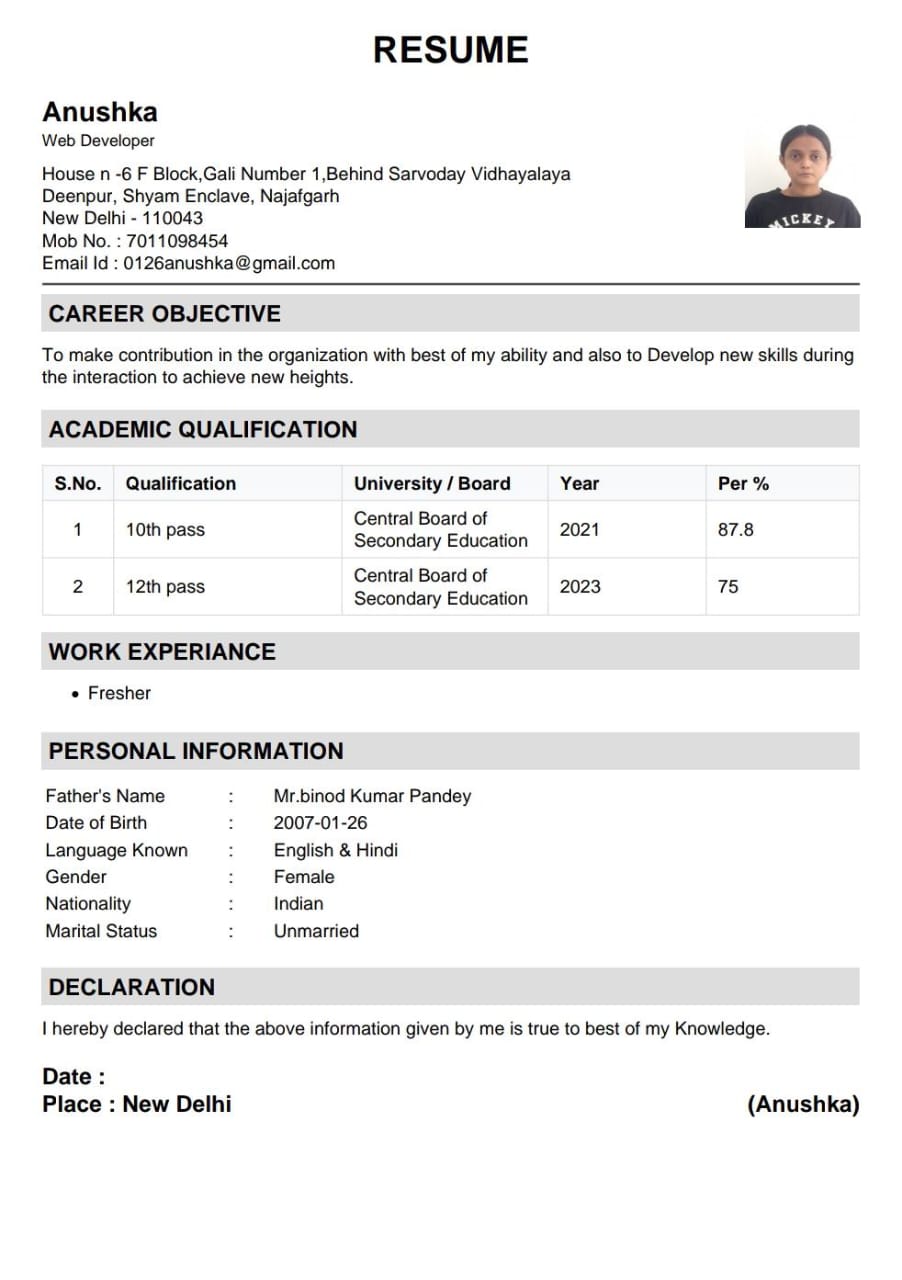 RESUME
Anushka
Web Developer
House n -6 F Block,Gali Number 1,Behind Sarvoday Vidhayalaya
Deenpur, Shyam Enclave, Najafgarh
New Delhi - 110043
Mob No. : 7011098454
Email Id : 0126anushka@gmail.com
MICKEY
CAREER OBJECTIVE
To make contribution in the organization with best of my ability and also to Develop new skills during
the interaction to achieve new heights.
ACADEMIC QUALIFICATION
S.No. Qualification University / Board Year Per %
1 10th pass Central Board of Secondary Education 2021 87.8
2 12th pass Central Board of Secondary Education 2023 75
WORK EXPERIANCE
• Fresher
PERSONAL INFORMATION
Father's Name : Mr.binod Kumar Pandey
Date of Birth : 2007-01-26
Language Known : English & Hindi
Gender : Female
Nationality : Indian
Marital Status : Unmarried
DECLARATION
I hereby declared that the above information given by me is true to best of my Knowledge.
Date :
Place : New Delhi (Anushka)